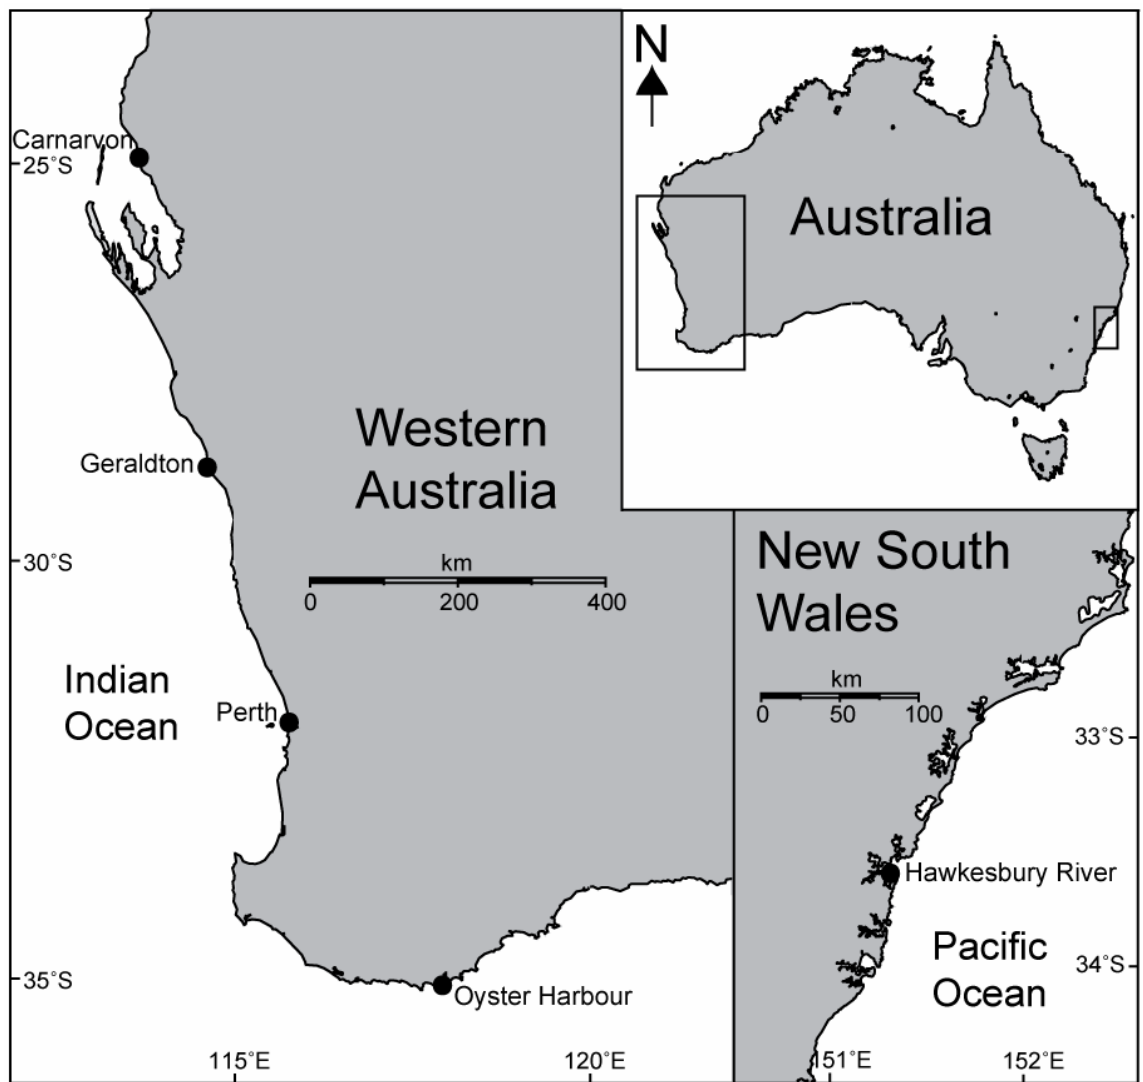 N
Carnarvon
25°S
Australia
Geraldton
Western
Australia
30°S
km
0 200 400
New South
Wales
km
0 50 100
Indian
Ocean
Perth
33°S
Hawkesbury River
Pacific
Ocean
34°S
35°S
Oyster Harbour
115°E
120°E
151°E
152°E